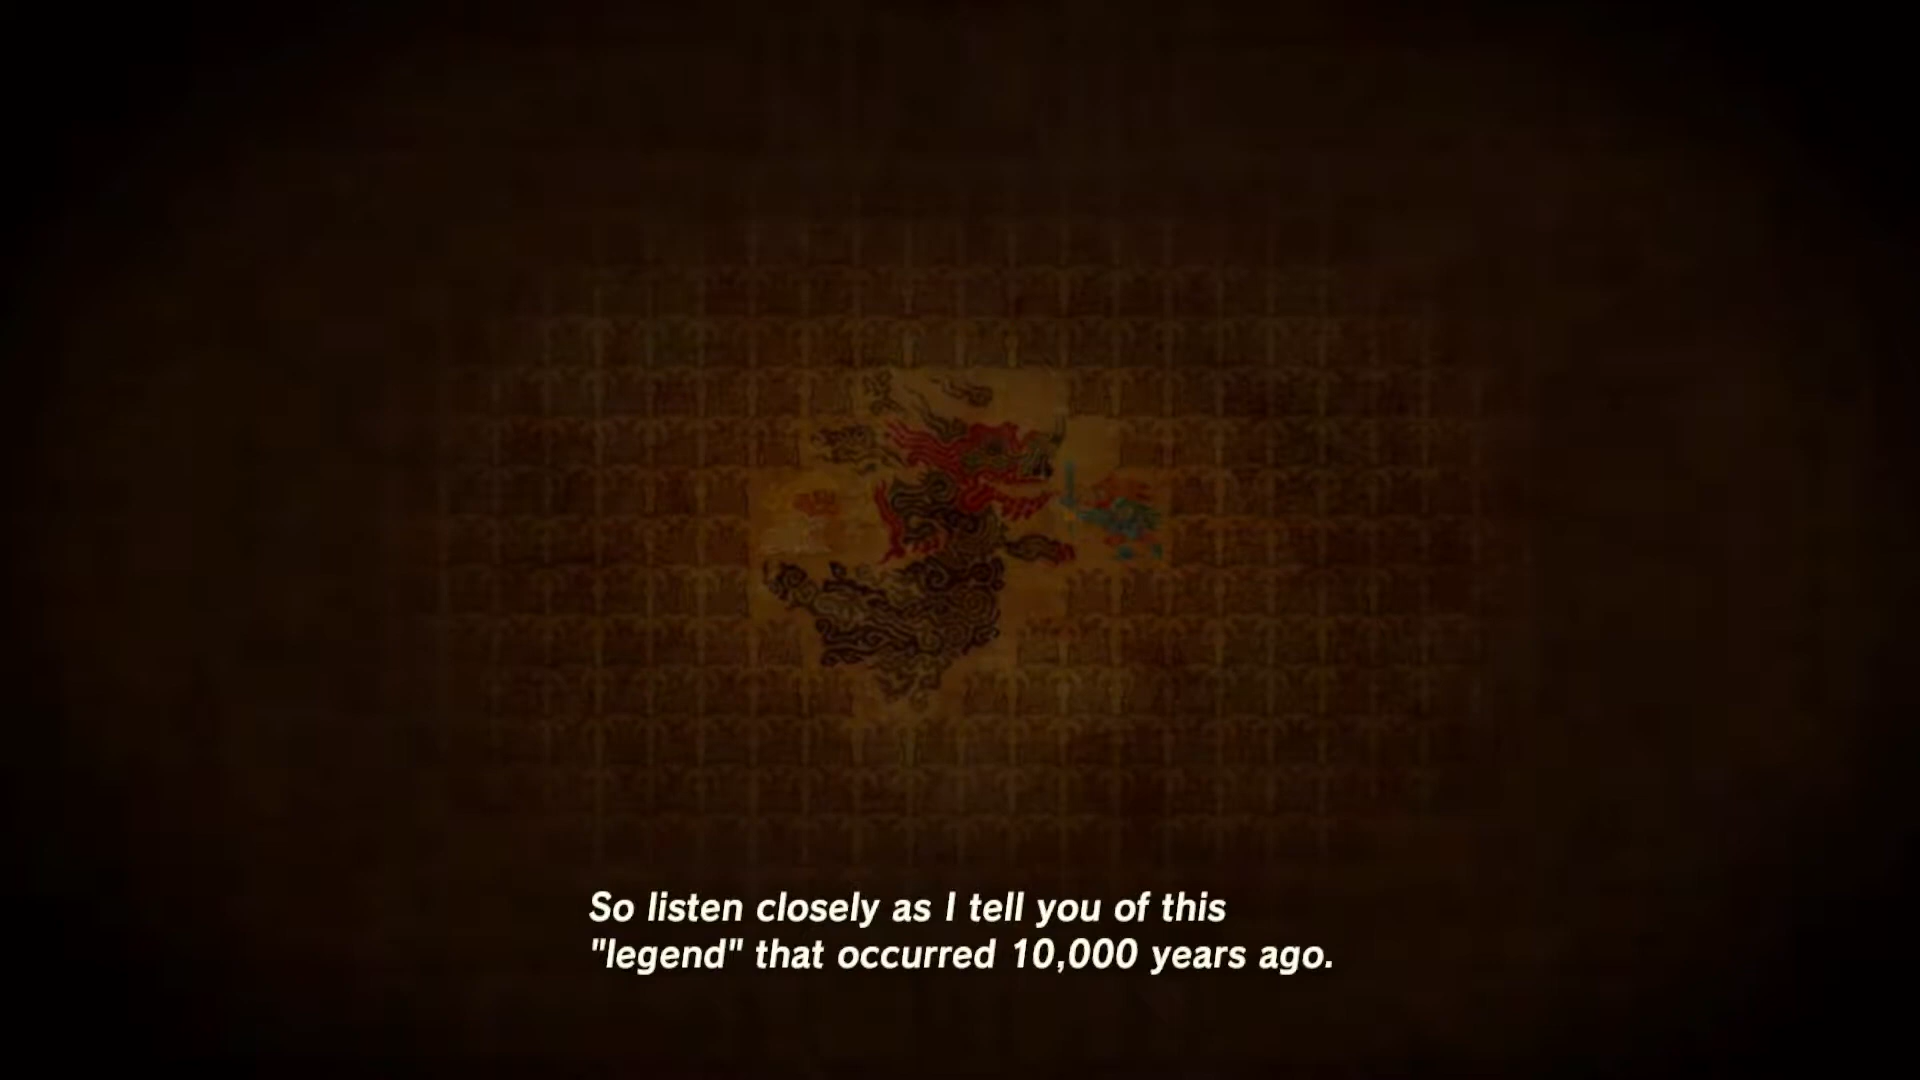 So listen closely as I tell you of this
"legend" that occurred 10,000 years ago.